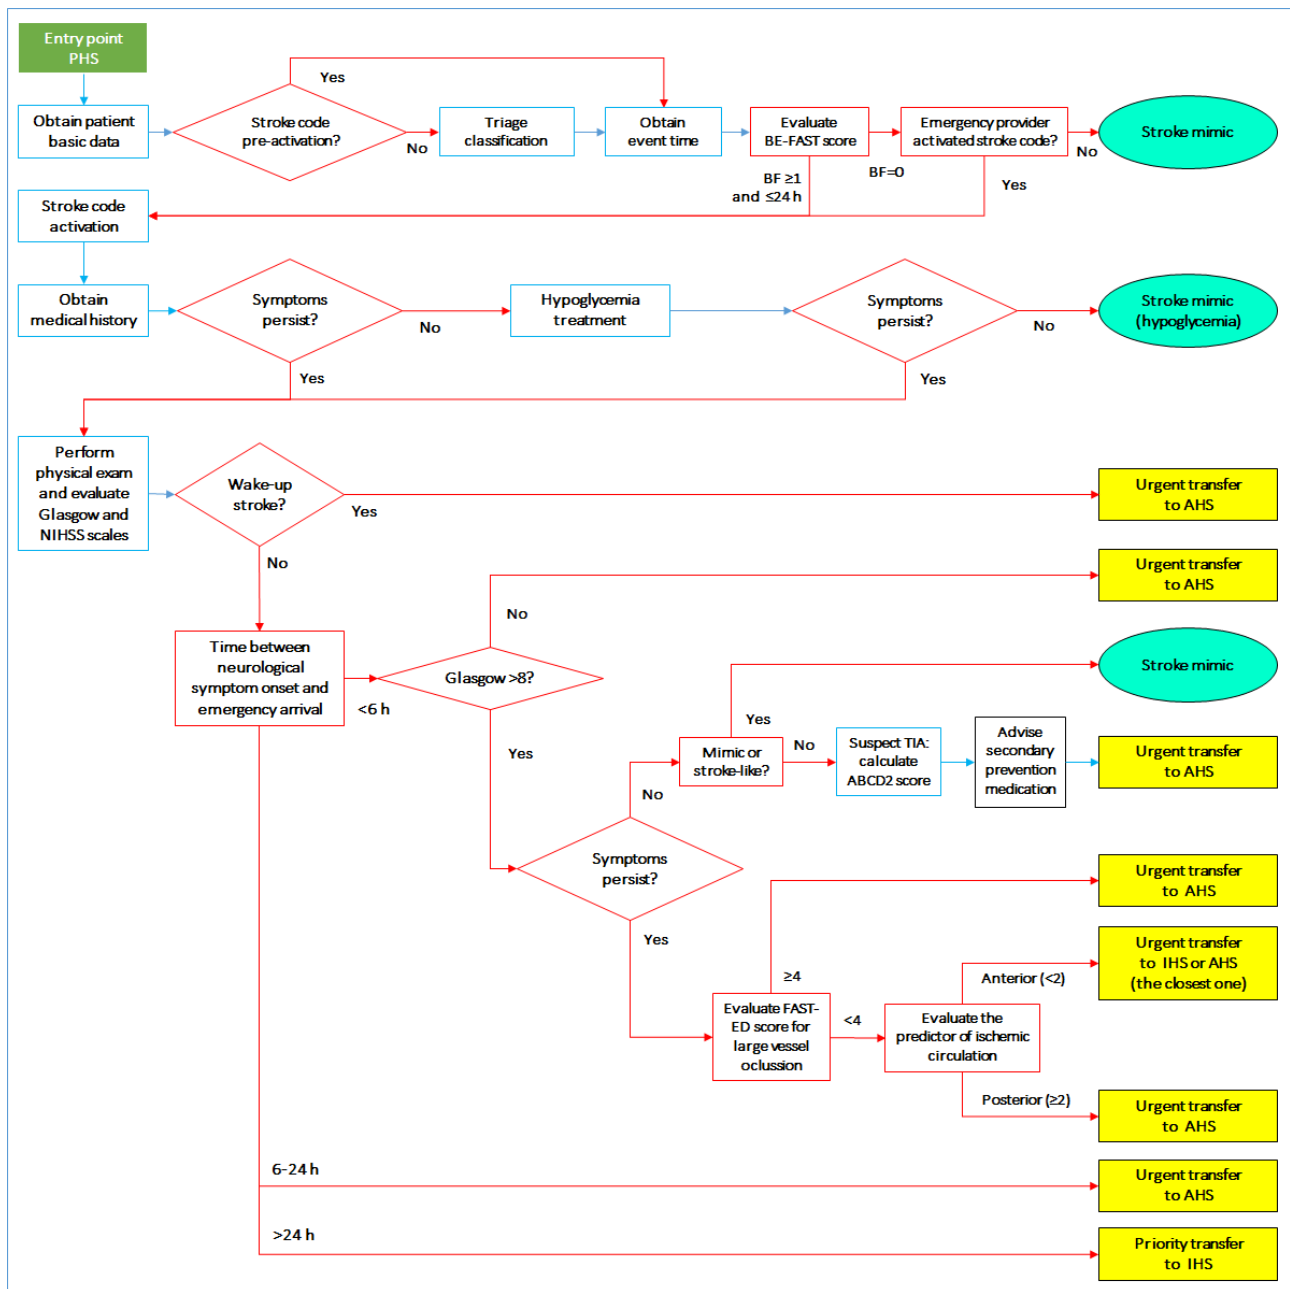 Entry point
PHS
Yes
Obtain patient
basic data
Stroke code
pre-activation?
No
Triage
classification
Obtain
event time
Evaluate
BE-FAST score
BF=0
Emergency provider
activated stroke code?
No
Stroke mimic
BF ≥1
and ≤24 h
Yes
Stroke code
activation
Obtain
medical history
Symptoms
persist?
No
Hypoglycemia
treatment
Symptoms
persist?
No
Stroke mimic
(hypoglycemia)
Yes
Yes
Perform
physical exam
and evaluate
Glasgow and
NIHSS scales
Wake-up
stroke?
Yes
Urgent transfer
to AHS
No
Urgent transfer
to AHS
No
Time between
neurological
symptom onset and
emergency arrival
<6 h
Glasgow >8?
Stroke mimic
Yes
Yes
Mimic or
stroke-like?
No
Suspect TIA:
calculate
ABCD2 score
Advise
secondary
prevention
medication
Urgent transfer
to AHS
No
Symptoms
persist?
Urgent transfer
to AHS
Yes
≥4
Evaluate FAST-
ED score for
large vessel
oclussion
<4
Evaluate the
predictor of ischemic
circulation
Anterior (<2)
Urgent transfer
to IHS or AHS
(the closest one)
Posterior (≥2)
Urgent transfer
to AHS
6-24 h
Urgent transfer
to AHS
>24 h
Priority transfer
to IHS